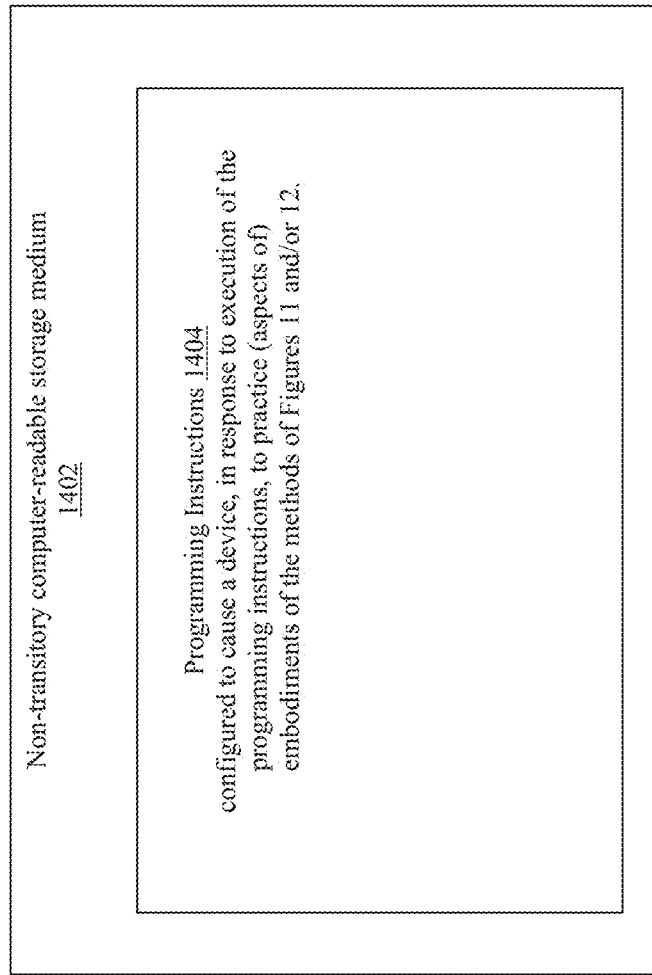 Non-transitory computer-readable storage medium
1402
Programming Instructions 1404
configured to cause a device, in response to execution of the
programming instructions, to practice (aspects of)
embodiments of the methods of Figures 11 and/or 12.